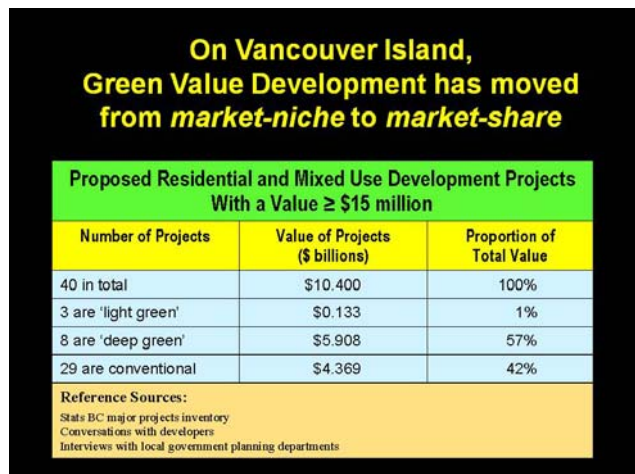 On Vancouver Island,
Green Value Development has moved
from market-niche to market-share
Proposed Residential and Mixed Use Development Projects
With a Value ≥ $15 million
Number of Projects
Value of Projects
($ billions)
Proportion of
Total Value
40 in total $10.400 100%
3 are ‘light green’ $0.133 1%
8 are ‘deep green’ $5.908 57%
29 are conventional $4.369 42%
Reference Sources:
Stats BC major projects inventory
Conversations with developers
Interviews with local government planning departments